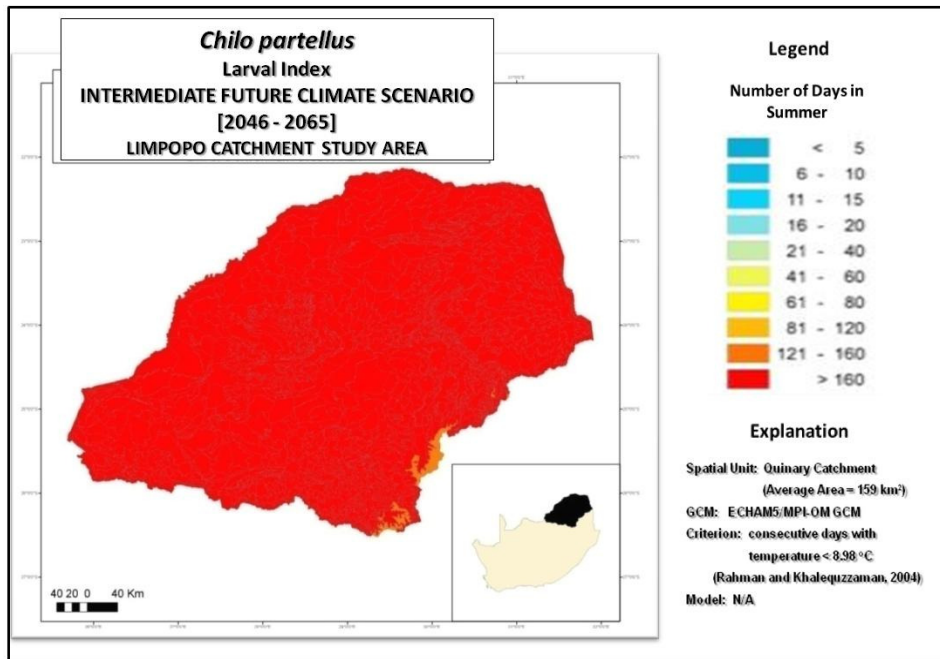 Chilo partellus
Larval Index
INTERMEDIATE FUTURE CLIMATE SCENARIO
[2046 - 2065]
LIMPOPO CATCHMENT STUDY AREA
Legend
Number of Days in
Summer
< 5
6 - 10
11 - 15
16 - 20
21 - 40
41 - 60
61 - 80
81 - 120
121 - 160
> 160
Explanation
Spatial Unit: Quinary Catchment
(Average Area = 159 km²)
GCM: ECHAM5/MPI-OM GCM
Criterion: consecutive days with
temperature < 8.98 °C
(Rahman and Khalequzzaman, 2004)
Model: N/A
40 20 0 40 Km